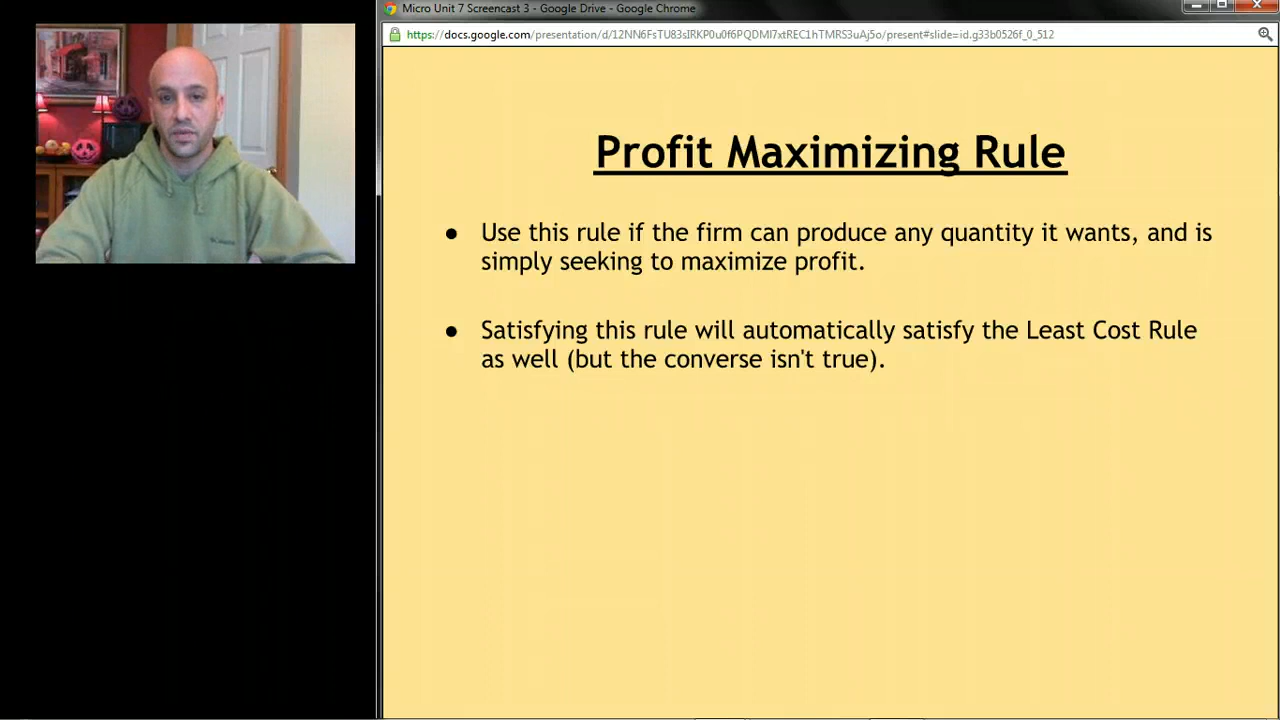 Micro Unit 7 Screencast 3 - Google Drive - Google Chrome
https://docs.google.com/presentation/d/12NN6FsTU83sIRKP0u0f6PQDMI7xtREC1hTMRS3uAj5o/present#slide=id.g33b0526f_0_512
Profit Maximizing Rule
● Use this rule if the firm can produce any quantity it wants, and is
simply seeking to maximize profit.
● Satisfying this rule will automatically satisfy the Least Cost Rule
as well (but the converse isn't true).